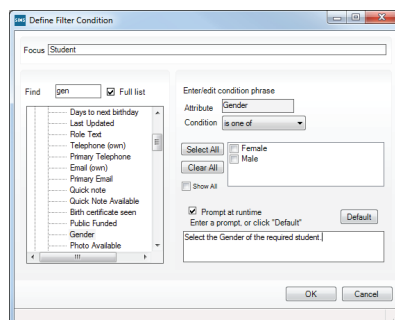 SIMS Define Filter Condition
Focus Student
Find gen Full list
Days to next birthday
Last Updated
Role Text
Telephone (own)
Primary Telephone
Email (own)
Primary Email
Quick note
Quick Note Available
Birth certificate seen
Public Funded
Gender
Photo Available
Enter/edit condition phrase
Attribute Gender
Condition is one of
Select All
Clear All
Show All
Female
Male
Prompt at runtime
Enter a prompt, or click "Default"
Default
Select the Gender of the required student.
OK Cancel